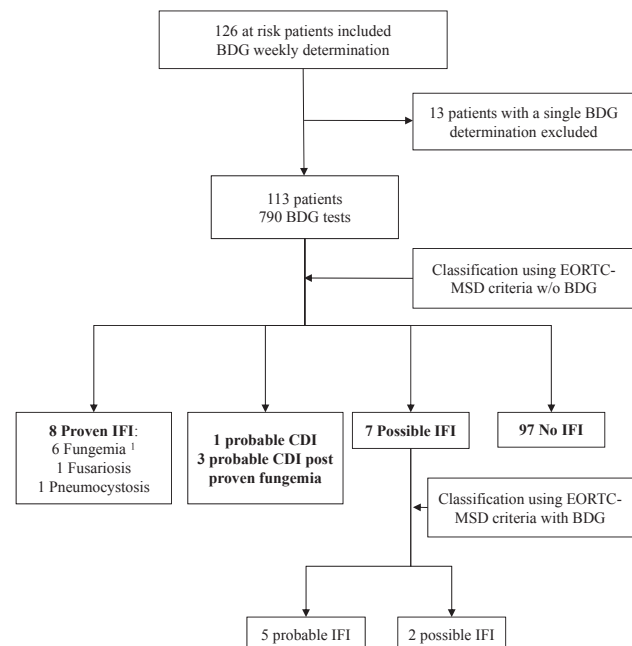 126 at risk patients included
BDG weekly determination
13 patients with a single BDG
determination excluded
113 patients
790 BDG tests
Classification using EORTC-
MSD criteria w/o BDG
8 Proven IFI:
6 Fungemia 1
1 Fusariosis
1 Pneumocystosis
1 probable CDI
3 probable CDI post
proven fungemia
7 Possible IFI
97 No IFI
Classification using EORTC-
MSD criteria with BDG
5 probable IFI
2 possible IFI